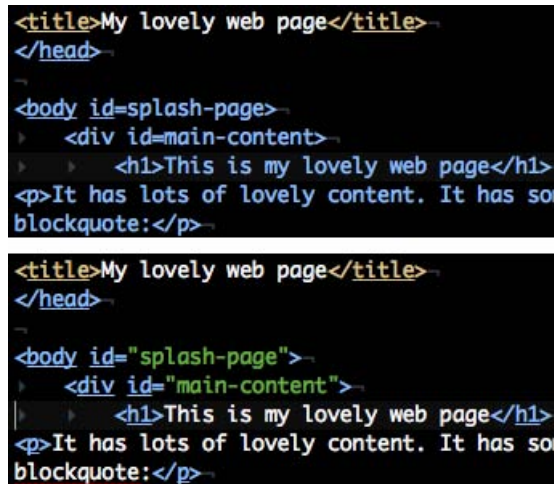 <title>My lovely web page</title>
</head>
<body id=splash-page>
<div id=main-content>
<h1>This is my lovely web page</h1>
<p>It has lots of lovely content. It has
blockquote:</p>
<title>My lovely web page</title>
</head>
<body id="splash-page">
<div id="main-content">
<h1>This is my lovely web page</h1>
<p>It has lots of lovely content. It has
blockquote:</p>